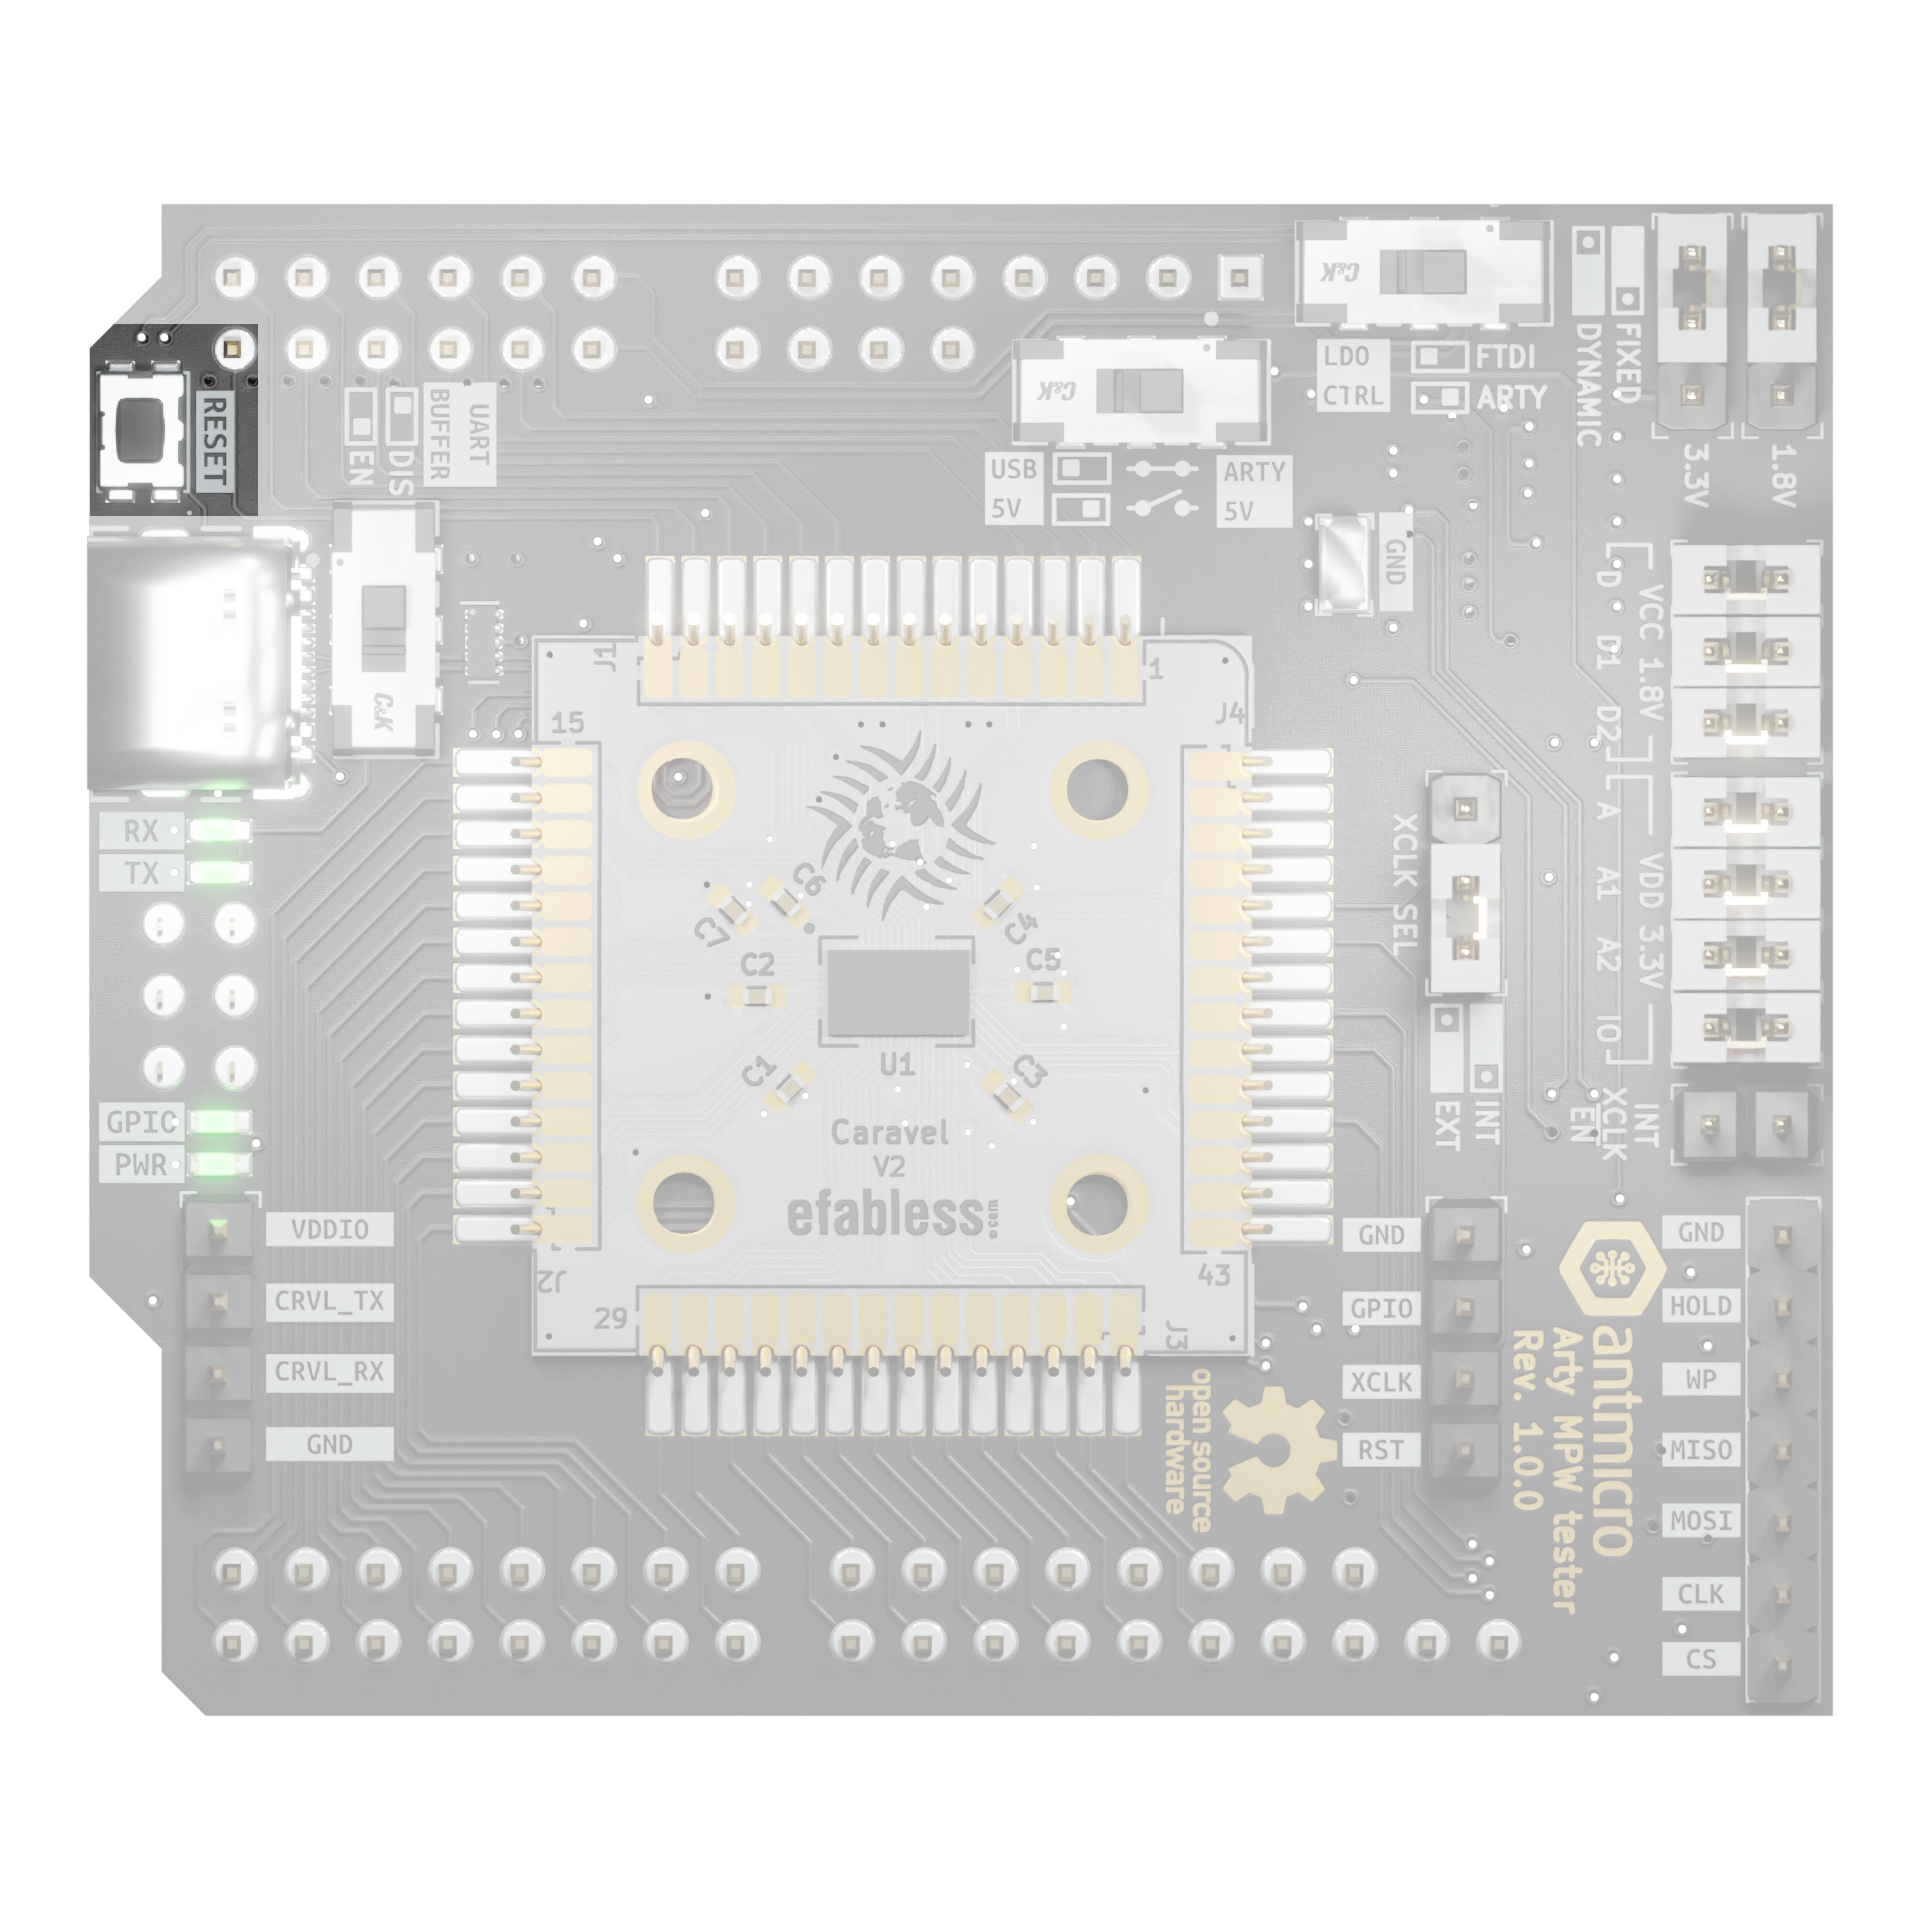 C&K
LDO
CTRL
FTDI
ARTY
DYNAMIC
FIXED
3.3V
1.8V
C&K
USB
5V
ARTY
5V
RESET
EN
DIS
UART
BUFFER
C&K
GND
D
D1
D2
VCC 1.8V
A
A1
A2
IO
VDD 3.3V
J1
1
15
J4
RX
TX
C7
C6
C4
C2
C5
C1
C3
U1
XCLK SEL
EXT
INT
INT
XCLK
EN
GPIO
PWR
Caravel
V2
efabless.com
VDDIO
CRVL_TX
CRVL_RX
GND
J2
29
43
J3
GND
GPIO
XCLK
RST
open source
hardware
antmicro
Arty MPW tester
Rev. 1.0.0
GND
HOLD
WP
MISO
MOSI
CLK
CS